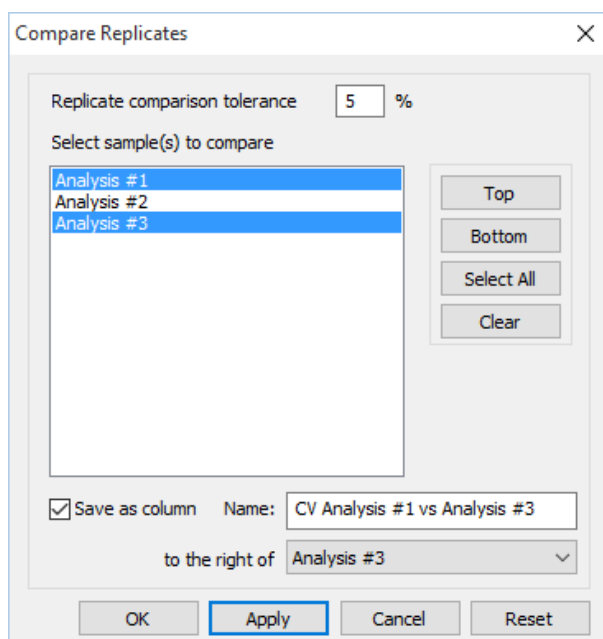 Compare Replicates
Replicate comparison tolerance 5 %
Select sample(s) to compare
Analysis #1
Analysis #2
Analysis #3
Top
Bottom
Select All
Clear
Save as column Name: CV Analysis #1 vs Analysis #3
to the right of Analysis #3
OK Apply Cancel Reset